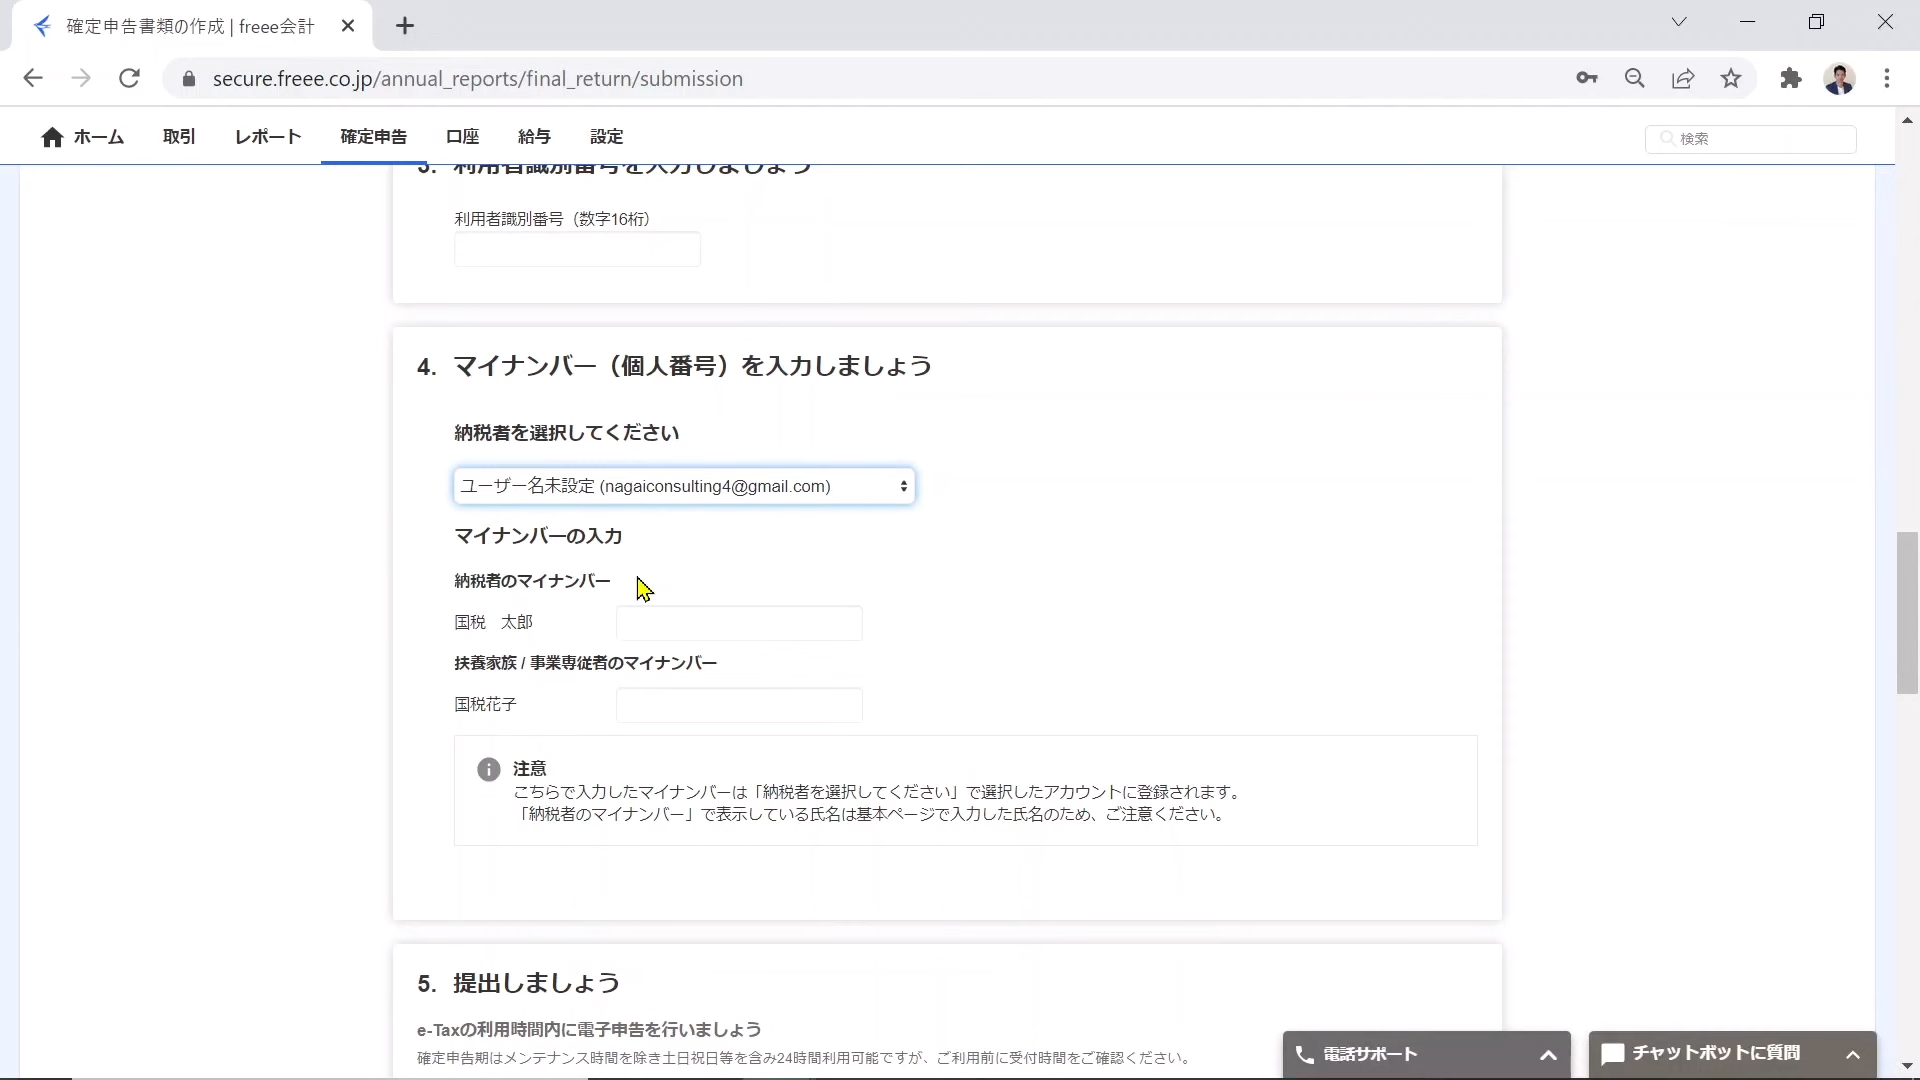 確定申告書類の作成 | freee会計
secure.freee.co.jp/annual_reports/final_return/submission
ホーム 取引 レポート 確定申告 口座 給与 設定
検索
3. 利用者識別番号を入力しましょう
利用者識別番号（数字16桁）
4. マイナンバー（個人番号）を入力しましょう
納税者を選択してください
ユーザー名未設定 (nagaiconsulting4@gmail.com)
マイナンバーの入力
納税者のマイナンバー
国税　太郎
扶養家族 / 事業専従者のマイナンバー
国税花子
注意
こちらで入力したマイナンバーは「納税者を選択してください」で選択したアカウントに登録されます。
「納税者のマイナンバー」で表示している氏名は基本ページで入力した氏名のため、ご注意ください。
5. 提出しましょう
e-Taxの利用時間内に電子申告を行いましょう
確定申告期はメンテナンス時間を除き土日祝日等を含み24時間利用可能ですが、ご利用前に受付時間をご確認ください。
電話サポート
チャットボットに質問